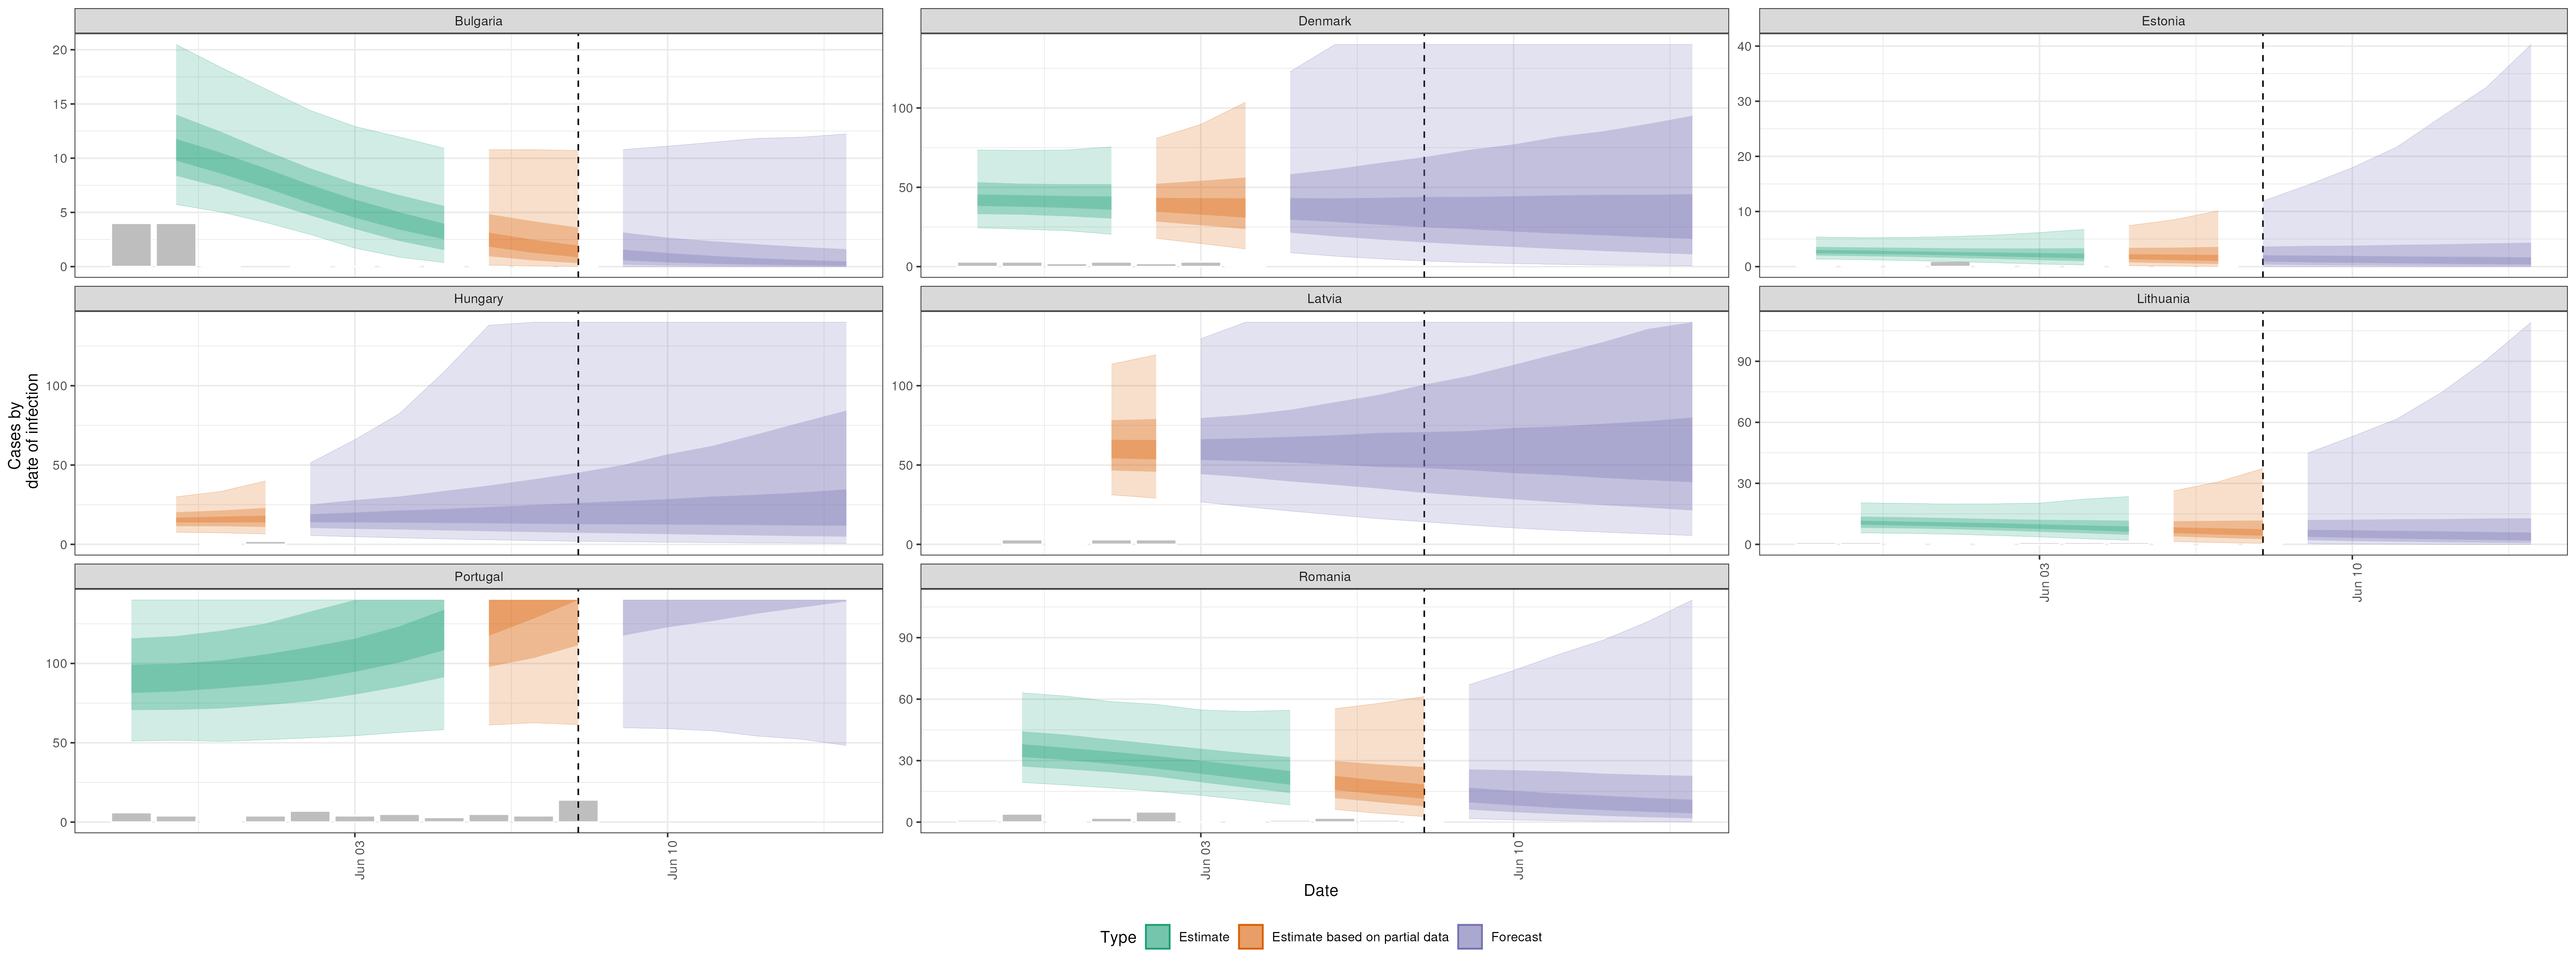 Bulgaria
Denmark
Estonia
20
15
10
5
0
100
50
0
40
30
20
10
0
Hungary
Latvia
Lithuania
100
50
0
100
50
0
90
60
30
0
Jun 03
Jun 10
Portugal
Romania
100
50
0
90
60
30
0
Jun 03
Jun 10
Jun 03
Jun 10
Cases by
date of infection
Date
Type
Estimate
Estimate based on partial data
Forecast